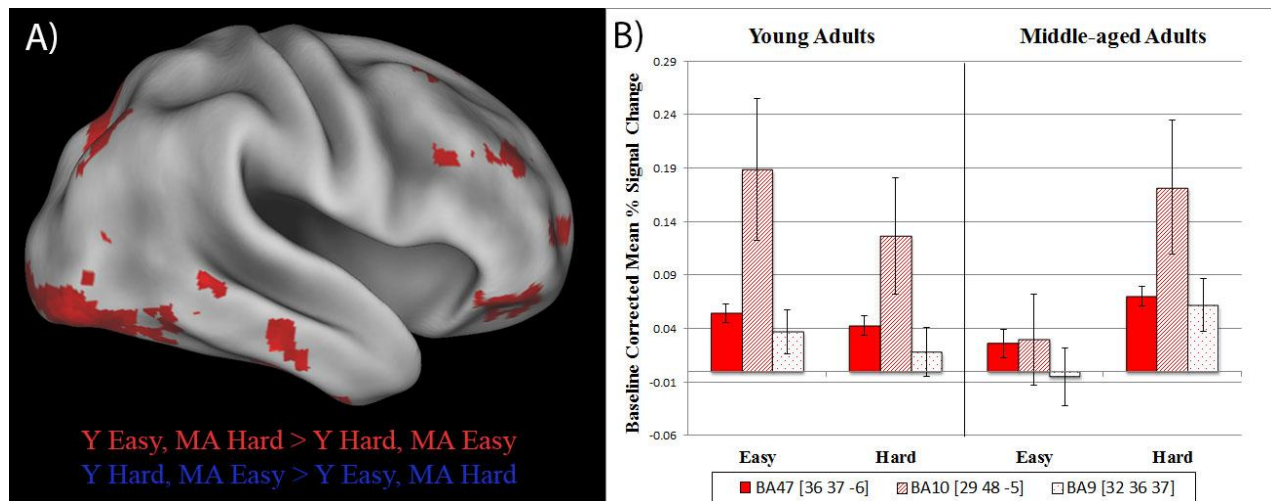 A)
Y Easy, MA Hard > Y Hard, MA Easy
Y Hard, MA Easy > Y Easy, MA Hard
B)
Young Adults Middle-aged Adults
Baseline Corrected Mean % Signal Change
0.29
0.24
0.19
0.14
0.09
0.04
-0.01
-0.06
Easy Hard Easy Hard
BA47 [36 37 -6] BA10 [29 48 -5] BA9 [32 36 37]